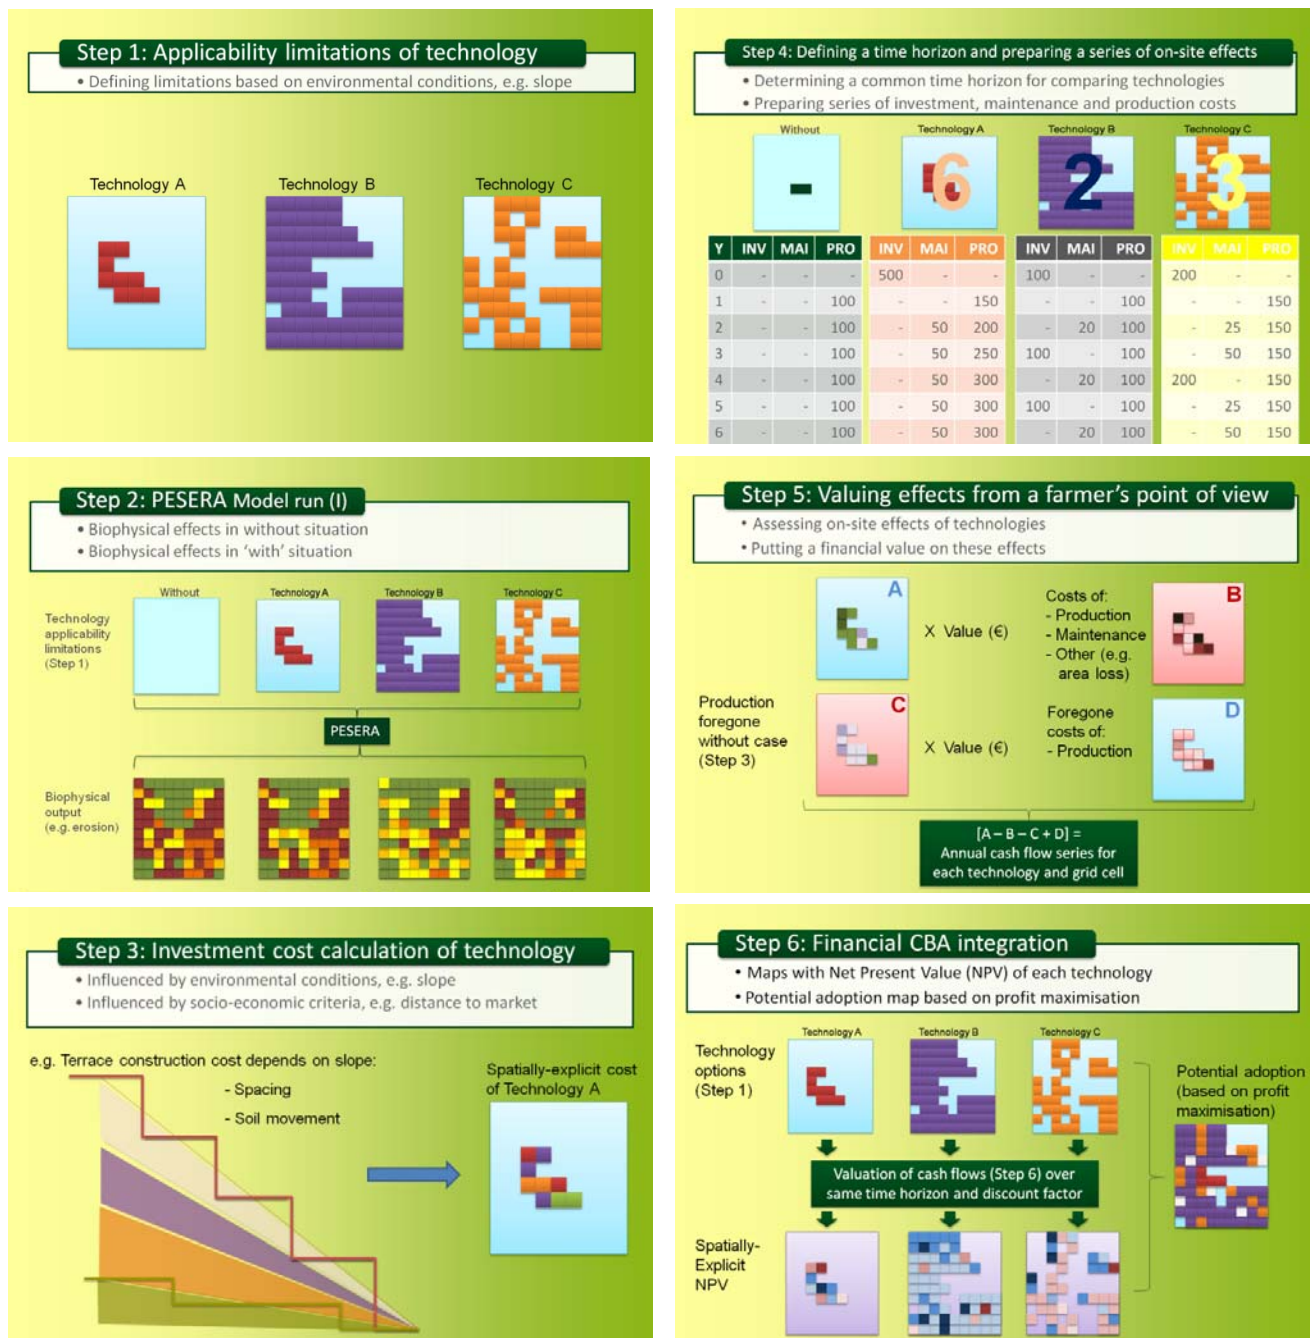 Step 1: Applicability limitations of technology
• Defining limitations based on environmental conditions, e.g. slope
Technology A
Technology B
Technology C
Step 2: PESERA Model run (I)
• Biophysical effects in without situation
• Biophysical effects in ‘with’ situation
Without
Technology A
Technology B
Technology C
Technology
applicability
limitations
(Step 1)
PESERA
Biophysical
output
(e.g. erosion)
Step 3: Investment cost calculation of technology
• Influenced by environmental conditions, e.g. slope
• Influenced by socio-economic criteria, e.g. distance to market
e.g. Terrace construction cost depends on slope:
- Spacing
- Soil movement
Spatially-explicit cost
of Technology A
Step 4: Defining a time horizon and preparing a series of on-site effects
• Determining a common time horizon for comparing technologies
• Preparing series of investment, maintenance and production costs
Without
Technology A
Technology B
Technology C
- 6 2 3
Y INV MAI PRO INV MAI PRO INV MAI PRO INV MAI PRO
0 - - - 500 - - 100 - - 200 - -
1 - - 100 - - 150 - - 100 - - 150
2 - - 100 - 50 200 - 20 100 - 25 150
3 - - 100 - 50 250 100 - 100 - 50 150
4 - - 100 - 50 300 - 20 100 200 - 150
5 - - 100 - 50 300 100 - 100 - 25 150
6 - - 100 - 50 300 - 20 100 - 50 150
Step 5: Valuing effects from a farmer’s point of view
• Assessing on-site effects of technologies
• Putting a financial value on these effects
A
X Value (€)
Costs of:
- Production
- Maintenance
- Other (e.g.
area loss)
B
Production
foregone
without case
(Step 3)
C
X Value (€)
Foregone
costs of:
- Production
D
[A – B – C + D] =
Annual cash flow series for
each technology and grid cell
Step 6: Financial CBA integration
• Maps with Net Present Value (NPV) of each technology
• Potential adoption map based on profit maximisation
Technology A
Technology B
Technology C
Technology
options
(Step 1)
Potential adoption
(based on profit
maximisation)
Valuation of cash flows (Step 6) over
same time horizon and discount factor
Spatially-
Explicit
NPV